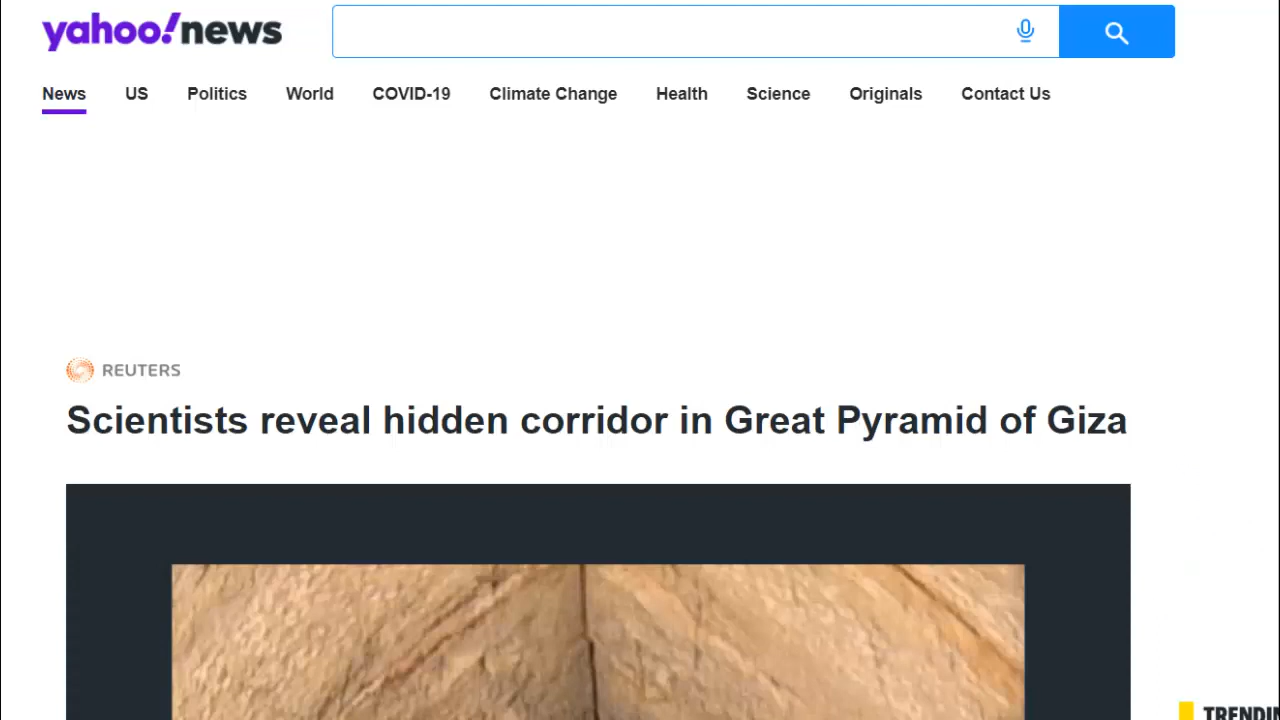 yahoo!news
News US Politics World COVID-19 Climate Change Health Science Originals Contact Us
REUTERS
Scientists reveal hidden corridor in Great Pyramid of Giza